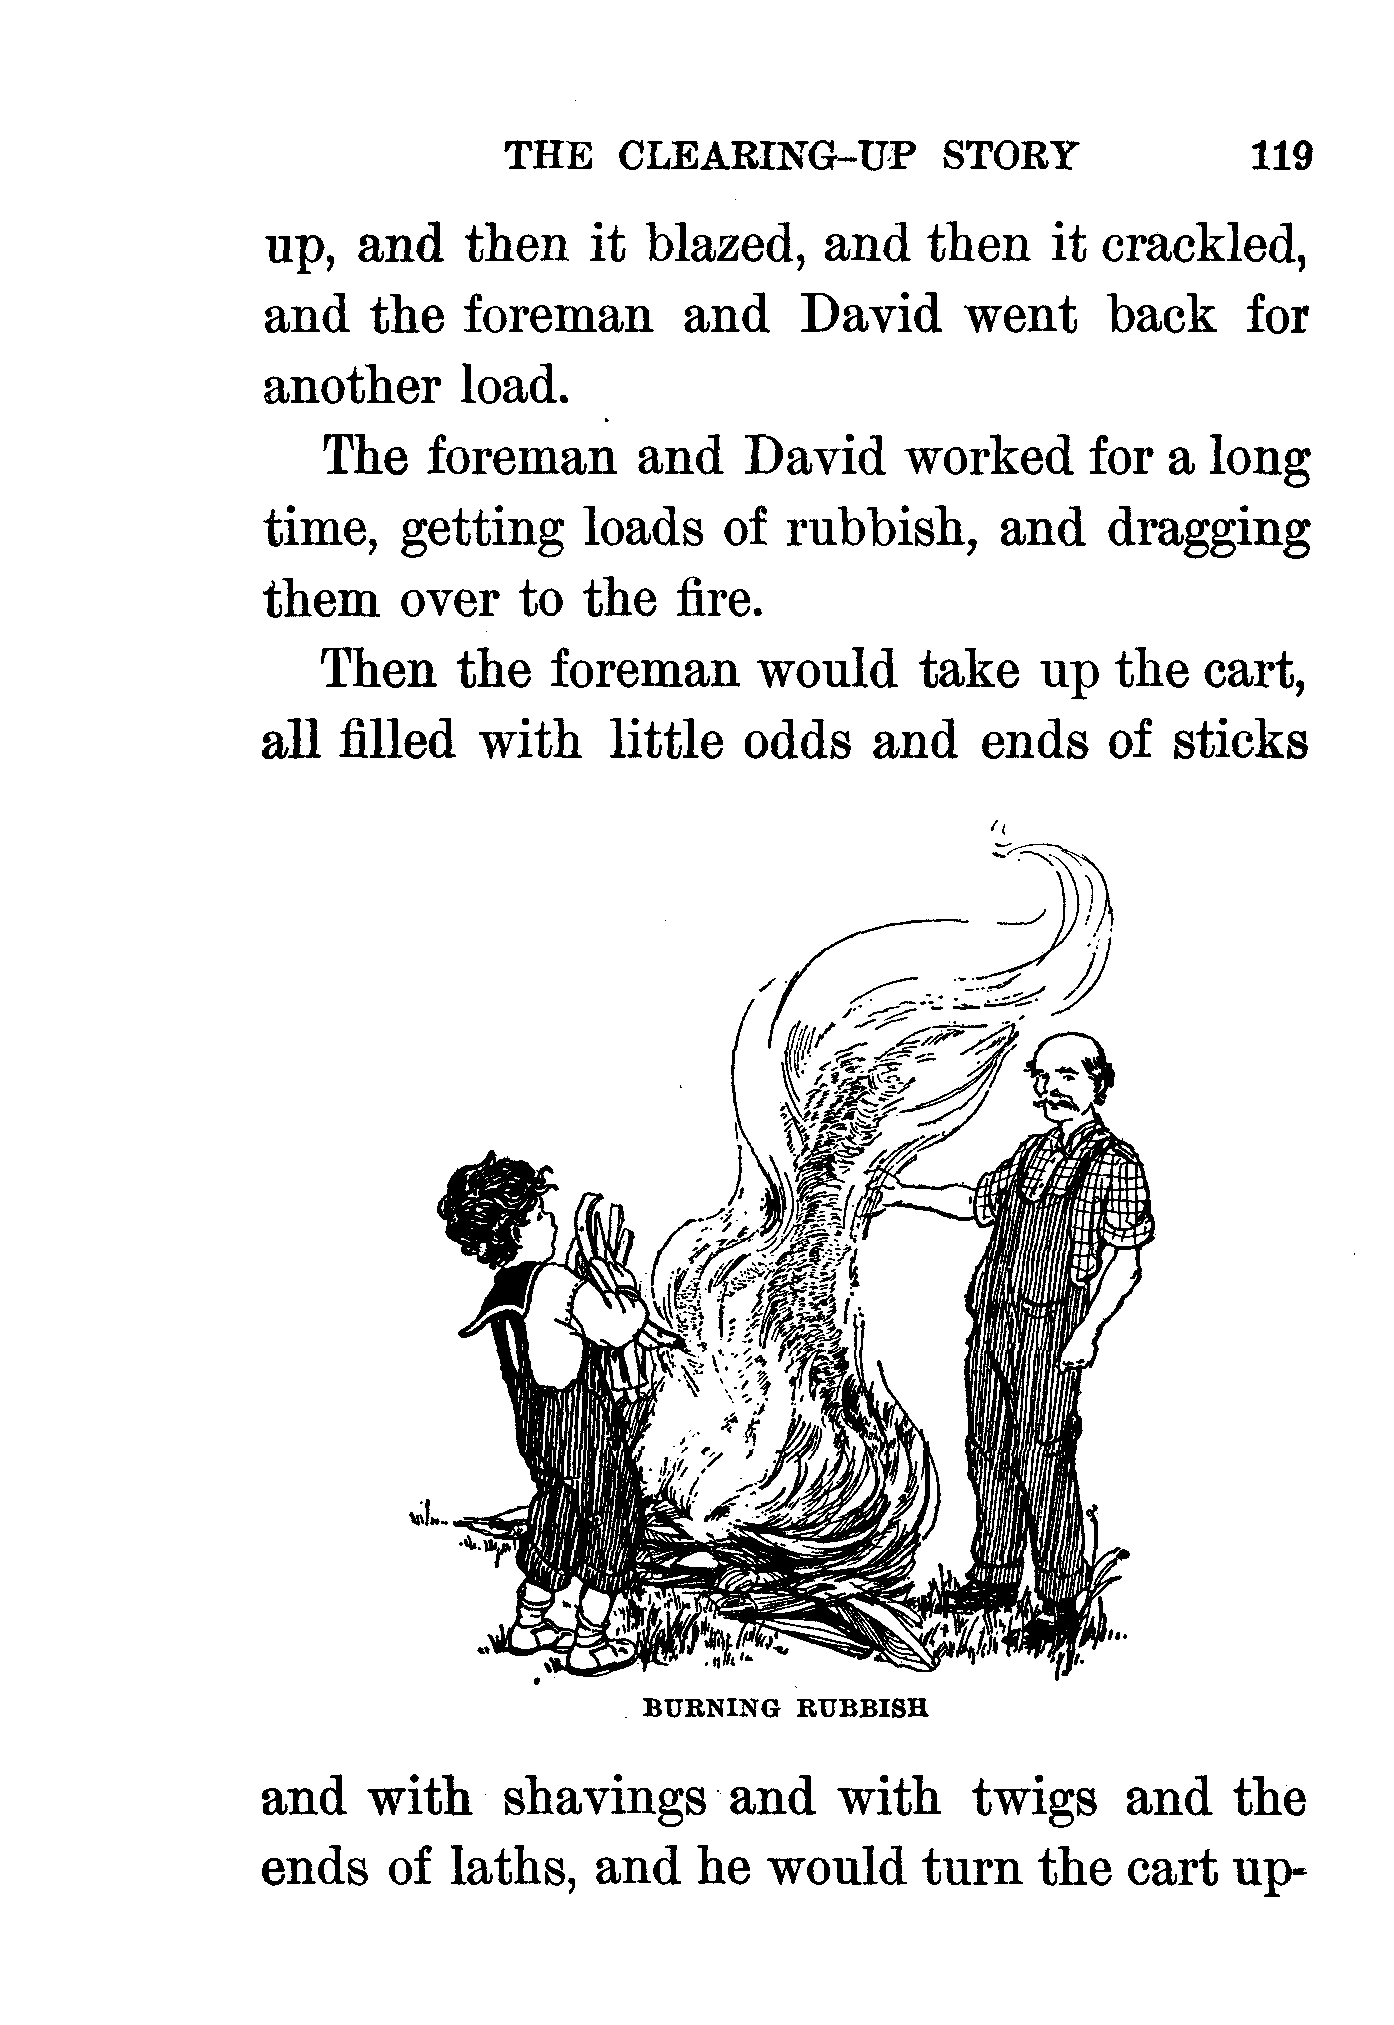 THE CLEARING-UP STORY 119
up, and then it blazed, and then it crackled,
and the foreman and David went back for
another load.
The foreman and David worked for a long
time, getting loads of rubbish, and dragging
them over to the fire.
Then the foreman would take up the cart,
all filled with little odds and ends of sticks
BURNING RUBBISH
and with shavings and with twigs and the
ends of laths, and he would turn the cart up-